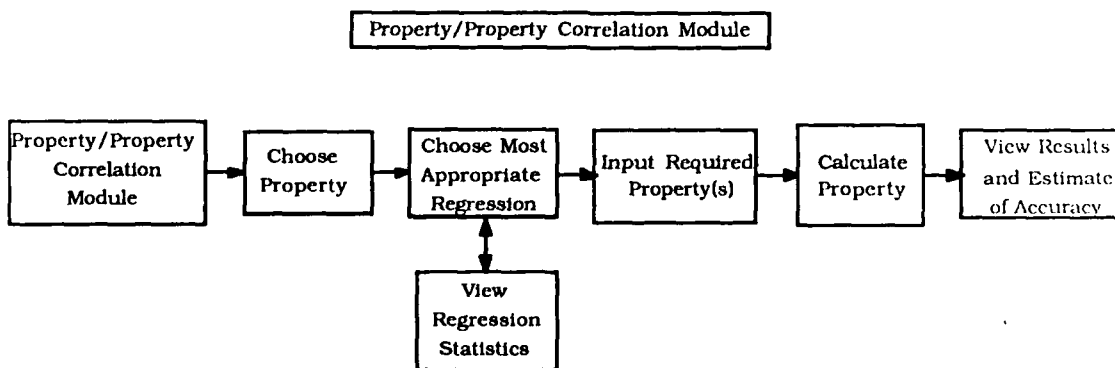 Property/Property Correlation Module
Property/Property
Correlation
Module
Choose
Property
Choose Most
Appropriate
Regression
Input Required
Property(s)
Calculate
Property
View Results
and Estimate
of Accuracy
View
Regression
Statistics